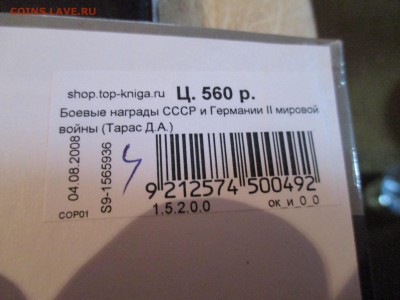 COINS.LAVE.RU
shop.top-kniga.ru Ц. 560 р.
Боевые награды СССР и Германии II мировой
войны (Тарас Д.А.)
04.08.2008
S9-1565936
COP01
9 212574 500492
1.5.2.0.0 ок_и_0_0